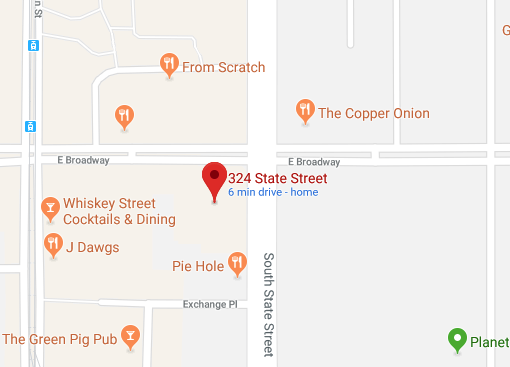 n St
G
From Scratch
The Copper Onion
E Broadway
E Broadway
324 State Street
6 min drive - home
Whiskey Street
Cocktails & Dining
J Dawgs
Pie Hole
South State Street
Exchange Pl
The Green Pig Pub
Planet